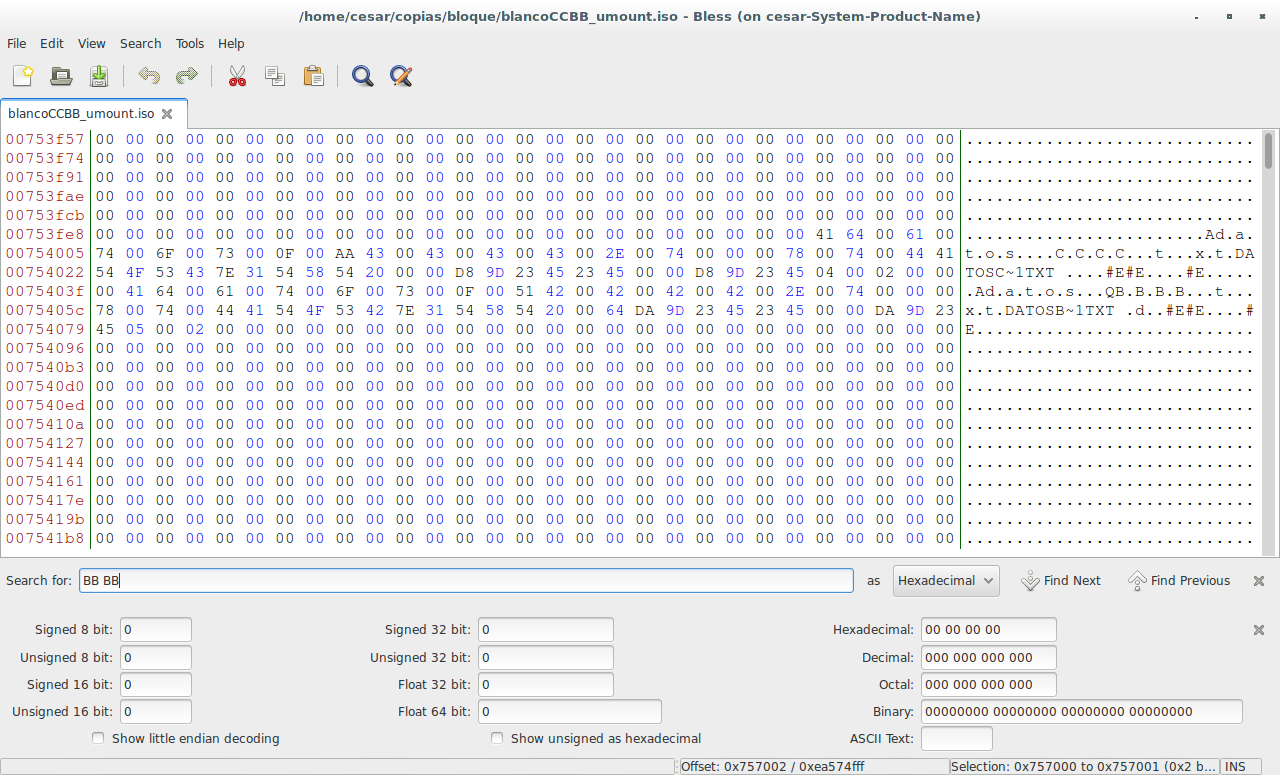 /home/cesar/copias/bloque/blancoCCBB_umount.iso - Bless (on cesar-System-Product-Name)
File Edit View Search Tools Help
blancoCCBB_umount.iso
00753f57 00 00 00 00 00 00 00 00 00 00 00 00 00 00 00 00 00 00 00 00 00 00 00 00 00 00 00 00 00 .............................
00753f74 00 00 00 00 00 00 00 00 00 00 00 00 00 00 00 00 00 00 00 00 00 00 00 00 00 00 00 00 00 .............................
00753f91 00 00 00 00 00 00 00 00 00 00 00 00 00 00 00 00 00 00 00 00 00 00 00 00 00 00 00 00 00 .............................
00753fae 00 00 00 00 00 00 00 00 00 00 00 00 00 00 00 00 00 00 00 00 00 00 00 00 00 00 00 00 00 .............................
00753fcb 00 00 00 00 00 00 00 00 00 00 00 00 00 00 00 00 00 00 00 00 00 00 00 00 00 00 00 00 00 .............................
00753fe8 00 00 00 00 00 00 00 00 00 00 00 00 00 00 00 00 00 00 00 00 00 00 00 00 41 64 00 61 00 ........................Ad.a.
00754005 74 00 6F 00 73 00 0F 00 AA 43 00 43 00 43 00 43 00 2E 00 74 00 00 00 78 00 74 00 44 41 t.o.s....C.C.C.C...t...x.t.DA
00754022 54 4F 53 43 7E 31 54 58 54 20 00 00 D8 9D 23 45 23 45 00 00 D8 9D 23 45 04 00 02 00 00 TOSC~1TXT ....#E#E....#E.....
0075403f 00 41 64 00 61 00 74 00 6F 00 73 00 0F 00 51 42 00 42 00 42 00 42 00 2E 00 74 00 00 00 .Ad.a.t.o.s...QB.B.B.B...t...
0075405c 78 00 74 00 44 41 54 4F 53 42 7E 31 54 58 54 20 00 64 DA 9D 23 45 23 45 00 00 DA 9D 23 x.t.DATOSB~1TXT .d..#E#E....#
00754079 45 05 00 02 00 00 00 00 00 00 00 00 00 00 00 00 00 00 00 00 00 00 00 00 00 00 00 00 00 E............................
00754096 00 00 00 00 00 00 00 00 00 00 00 00 00 00 00 00 00 00 00 00 00 00 00 00 00 00 00 00 00 .............................
007540b3 00 00 00 00 00 00 00 00 00 00 00 00 00 00 00 00 00 00 00 00 00 00 00 00 00 00 00 00 00 .............................
007540d0 00 00 00 00 00 00 00 00 00 00 00 00 00 00 00 00 00 00 00 00 00 00 00 00 00 00 00 00 00 .............................
007540ed 00 00 00 00 00 00 00 00 00 00 00 00 00 00 00 00 00 00 00 00 00 00 00 00 00 00 00 00 00 .............................
0075410a 00 00 00 00 00 00 00 00 00 00 00 00 00 00 00 00 00 00 00 00 00 00 00 00 00 00 00 00 00 .............................
00754127 00 00 00 00 00 00 00 00 00 00 00 00 00 00 00 00 00 00 00 00 00 00 00 00 00 00 00 00 00 .............................
00754144 00 00 00 00 00 00 00 00 00 00 00 00 00 00 00 00 00 00 00 00 00 00 00 00 00 00 00 00 00 .............................
00754161 00 00 00 00 00 00 00 00 00 00 00 00 00 00 00 00 00 00 00 00 00 00 00 00 00 00 00 00 00 .............................
0075417e 00 00 00 00 00 00 00 00 00 00 00 00 00 00 00 00 00 00 00 00 00 00 00 00 00 00 00 00 00 .............................
0075419b 00 00 00 00 00 00 00 00 00 00 00 00 00 00 00 00 00 00 00 00 00 00 00 00 00 00 00 00 00 .............................
007541b8 00 00 00 00 00 00 00 00 00 00 00 00 00 00 00 00 00 00 00 00 00 00 00 00 00 00 00 00 00 .............................
Search for: BB BB as Hexadecimal Find Next Find Previous
Signed 8 bit: 0 Signed 32 bit: 0 Hexadecimal: 00 00 00 00
Unsigned 8 bit: 0 Unsigned 32 bit: 0 Decimal: 000 000 000 000
Signed 16 bit: 0 Float 32 bit: 0 Octal: 000 000 000 000
Unsigned 16 bit: 0 Float 64 bit: 0 Binary: 00000000 00000000 00000000 00000000
Show little endian decoding Show unsigned as hexadecimal ASCII Text:
Offset: 0x757002 / 0xea574fff Selection: 0x757000 to 0x757001 (0x2 b... INS